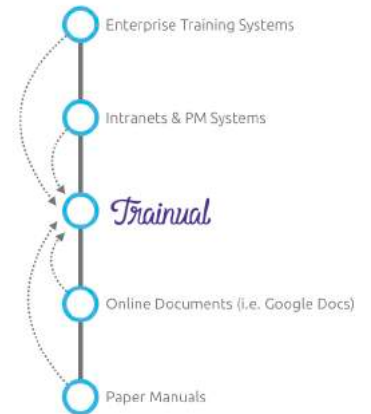 Enterprise Training Systems
Intranets & PM Systems
Trainual
Online Documents (i.e. Google Docs)
Paper Manuals